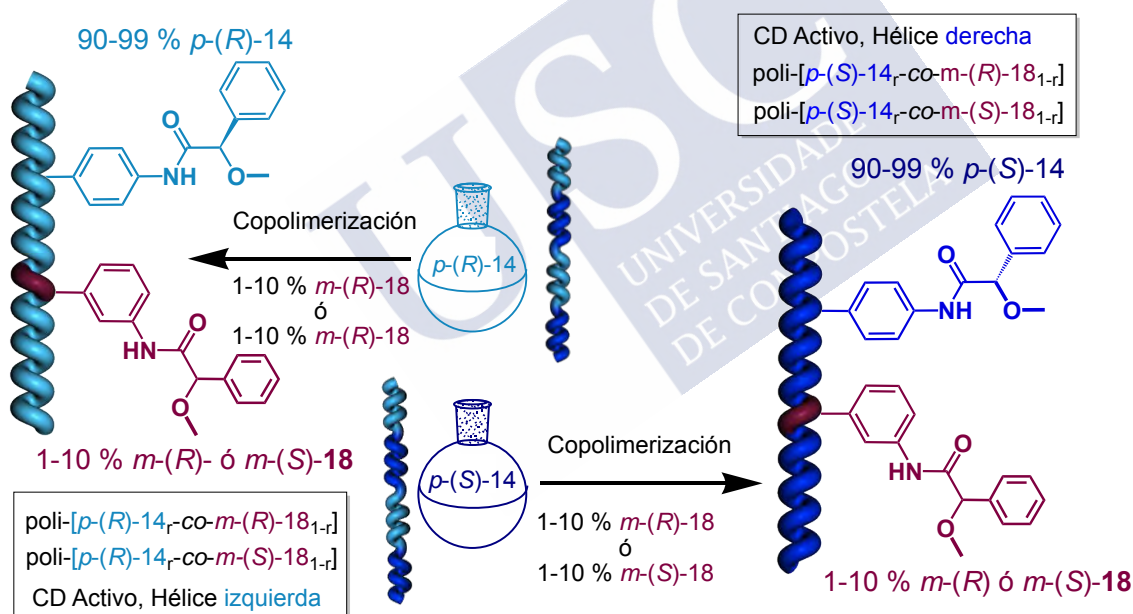 90-99 % p-(R)-14
O
NH
O
Copolimerización
1-10 % m-(R)-18
ó
1-10 % m-(R)-18
p-(R)-14
O
NH
O
1-10 % m-(R)- ó m-(S)-18
poli-[p-(R)-14r-co-m-(R)-181-r]
poli-[p-(R)-14r-co-m-(S)-181-r]
CD Activo, Hélice izquierda
CD Activo, Hélice derecha
poli-[p-(S)-14r-co-m-(R)-181-r]
poli-[p-(S)-14r-co-m-(S)-181-r]
USC
UNIVERSIDADE
DE SANTIAGO
DE COMPOSTELA
90-99 % p-(S)-14
O
NH
O
p-(S)-14
Copolimerización
1-10 % m-(R)-18
ó
1-10 % m-(S)-18
O
NH
O
1-10 % m-(R) ó m-(S)-18